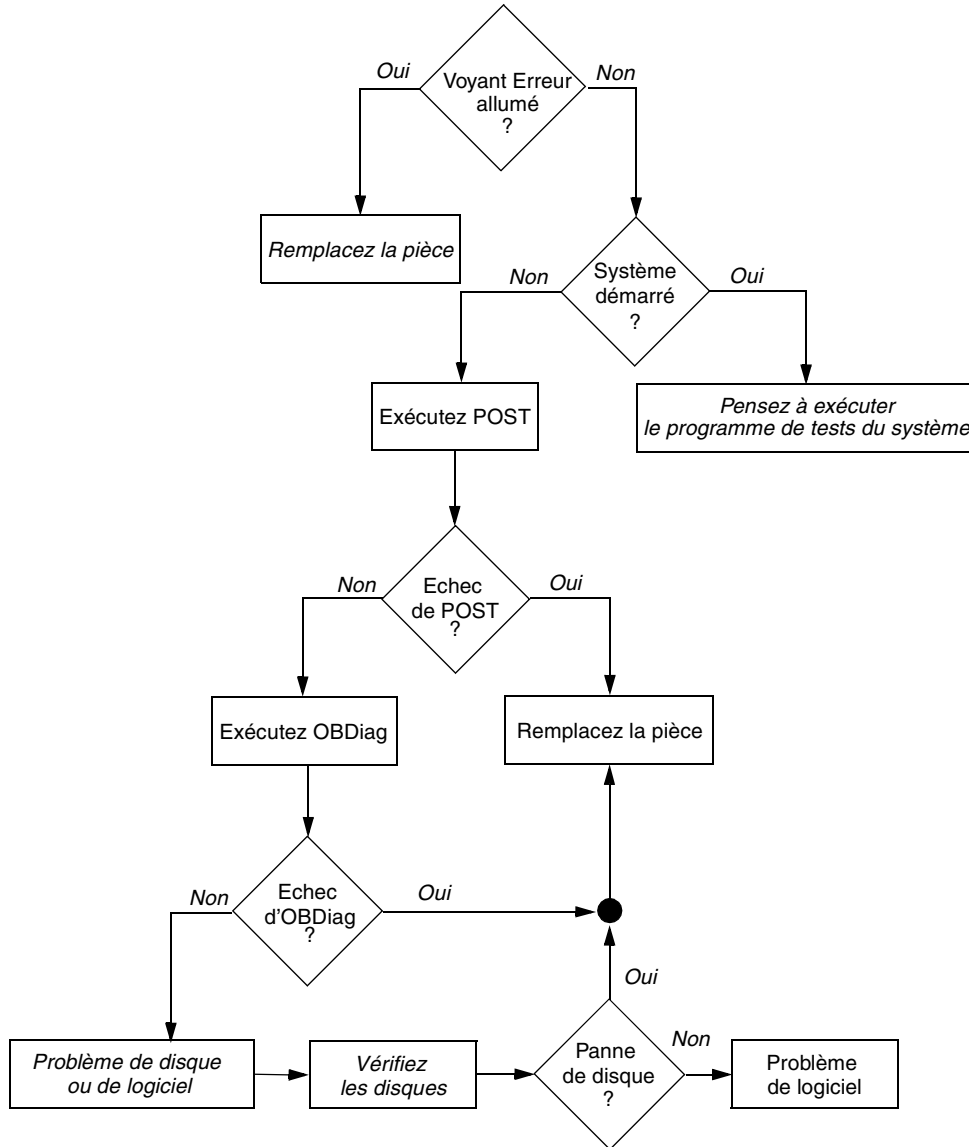 Oui
Voyant Erreur
allumé
?
Non
Remplacez la pièce
Non
Système
démarré
?
Oui
Exécutez POST
Pensez à exécuter
le programme de tests du système
Non
Echec
de POST
?
Oui
Exécutez OBDiag
Remplacez la pièce
Non
Echec
d'OBDiag
?
Oui
Oui
Problème de disque
ou de logiciel
Vérifiez
les disques
Panne
de disque
?
Non
Problème
de logiciel